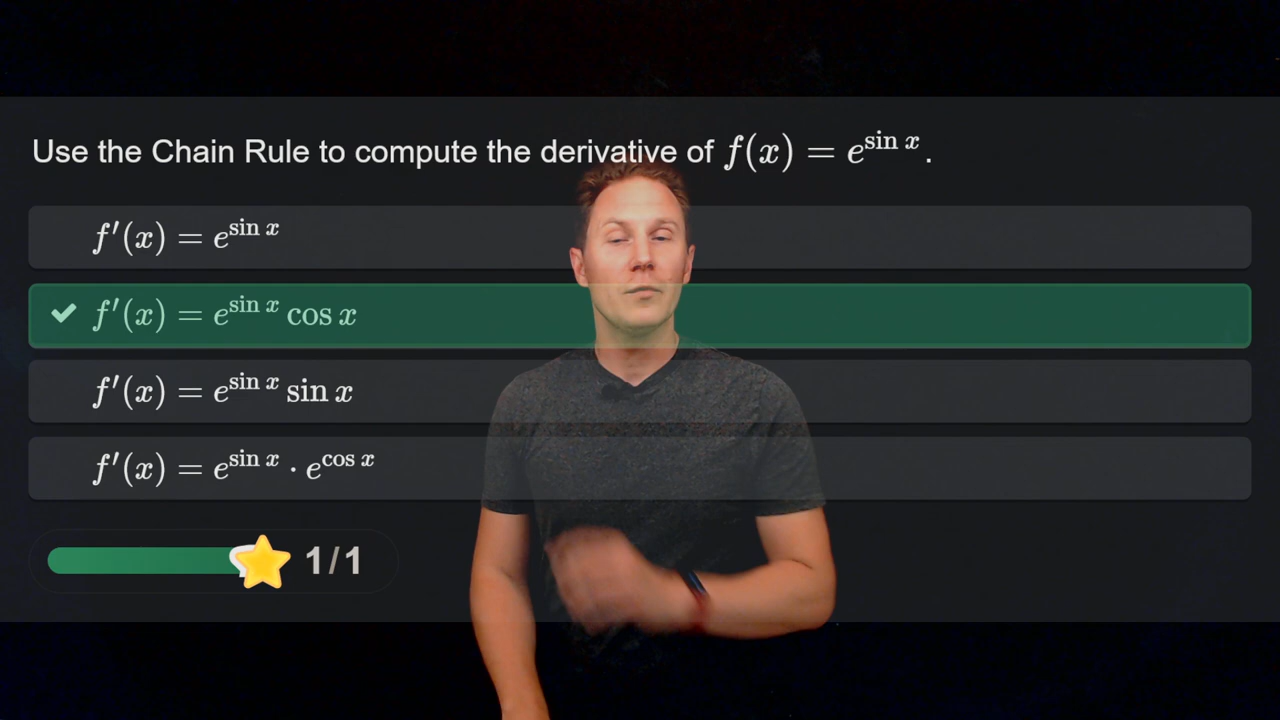 Use the Chain Rule to compute the derivative of f(x) = e^{sin x}.
f′(x) = e^{sin x}
f′(x) = e^{sin x} cos x
f′(x) = e^{sin x} sin x
f′(x) = e^{sin x} · e^{cos x}
1/1